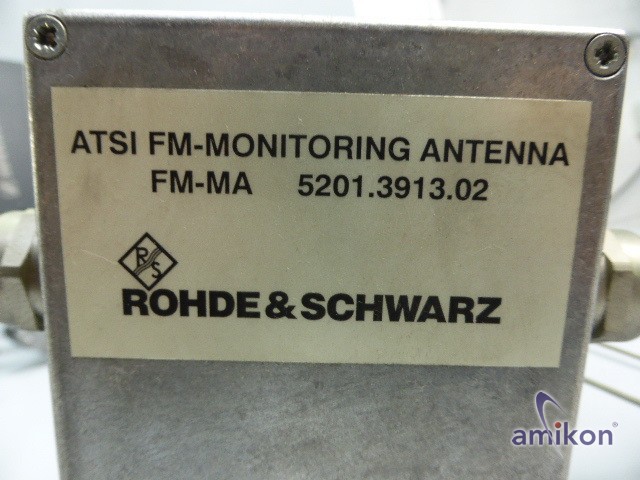 ATSI FM-MONITORING ANTENNA
FM-MA 5201.3913.02
R S
ROHDE & SCHWARZ
amikon®